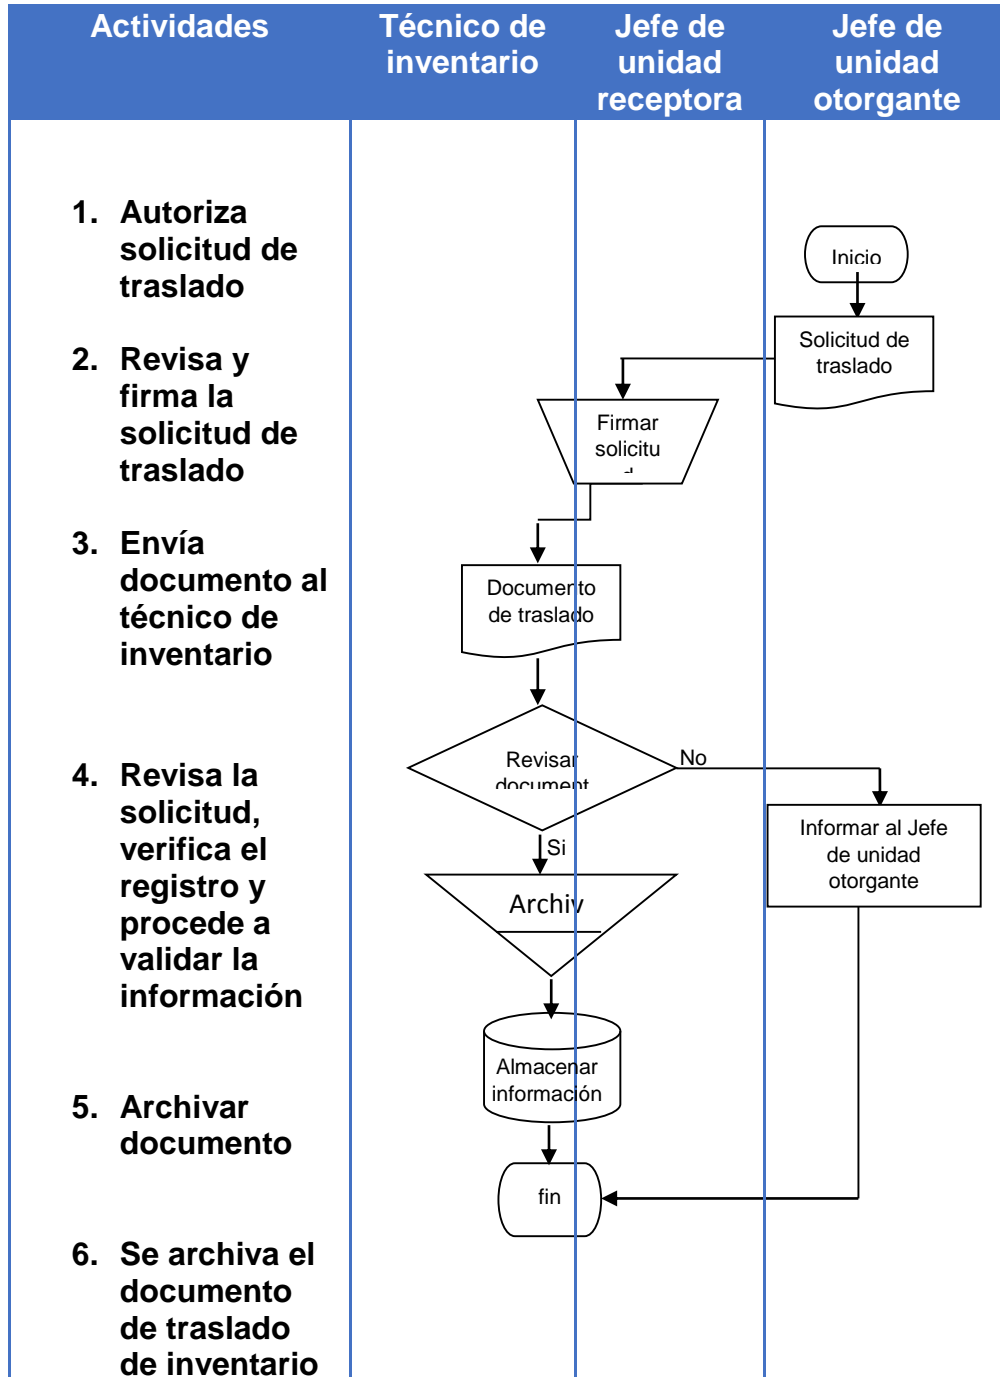 Actividades
Técnico de
inventario
Jefe de
unidad
receptora
Jefe de
unidad
otorgante
1. Autoriza
solicitud de
traslado
2. Revisa y
firma la
solicitud de
traslado
3. Envía
documento al
técnico de
inventario
4. Revisa la
solicitud,
verifica el
registro y
procede a
validar la
información
5. Archivar
documento
6. Se archiva el
documento
de traslado
de inventario
Inicio
Solicitud de
traslado
Firmar
solicitu
Documento
de traslado
Revisar
document
No
Si
Informar al Jefe
de unidad
otorgante
Archiv
Almacenar
información
fin